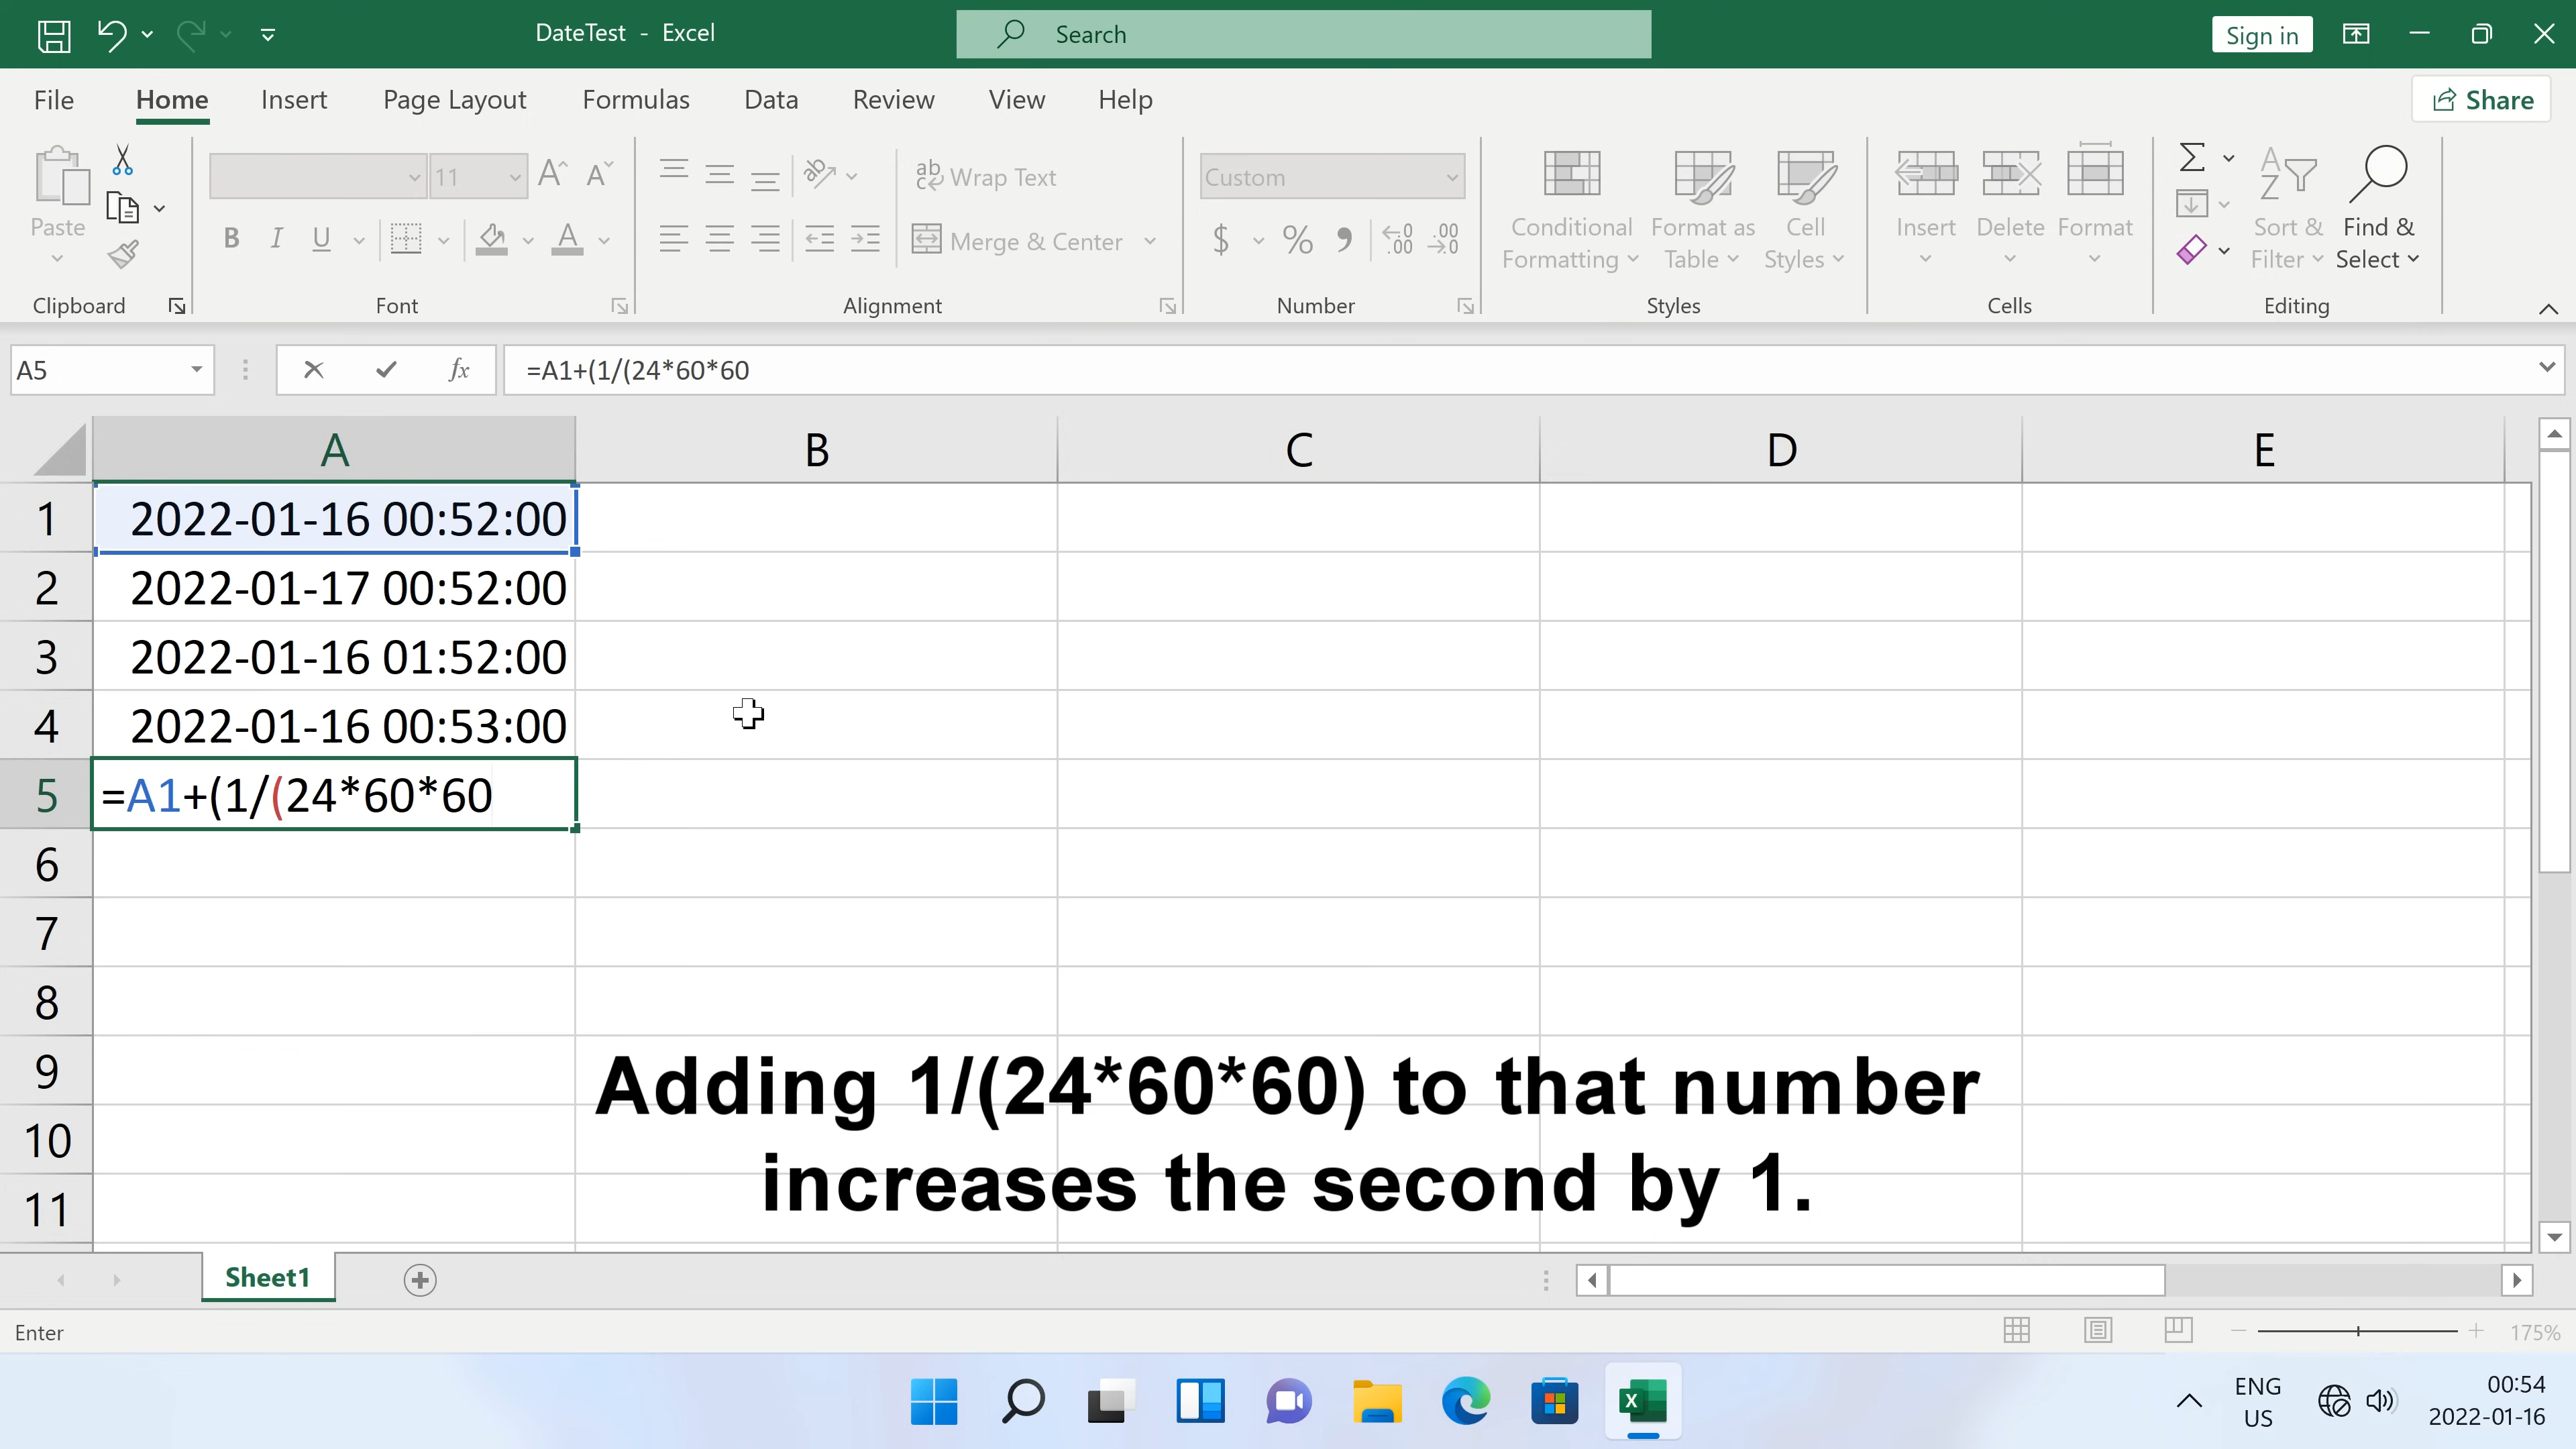 DateTest - Excel
Search
Sign in
File Home Insert Page Layout Formulas Data Review View Help
Share
Paste
Clipboard
11
B I U
A
Font
ab
c
Wrap Text
Merge & Center
Alignment
Custom
$ % ,
Number
Conditional Formatting
Format as Table
Cell Styles
Styles
Insert
Delete
Format
Cells
Sort & Filter
Find & Select
Editing
A5
fx
=A1+(1/(24*60*60
A B C D E
1 2022-01-16 00:52:00
2 2022-01-17 00:52:00
3 2022-01-16 01:52:00
4 2022-01-16 00:53:00
5 =A1+(1/(24*60*60
6
7
8
9
10
11
Adding 1/(24*60*60) to that number
increases the second by 1.
Sheet1
Enter
175%
ENG
US
00:54
2022-01-16